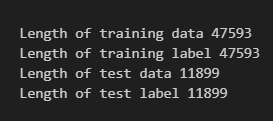 Length of training data 47593
Length of training label 47593
Length of test data 11899
Length of test label 11899